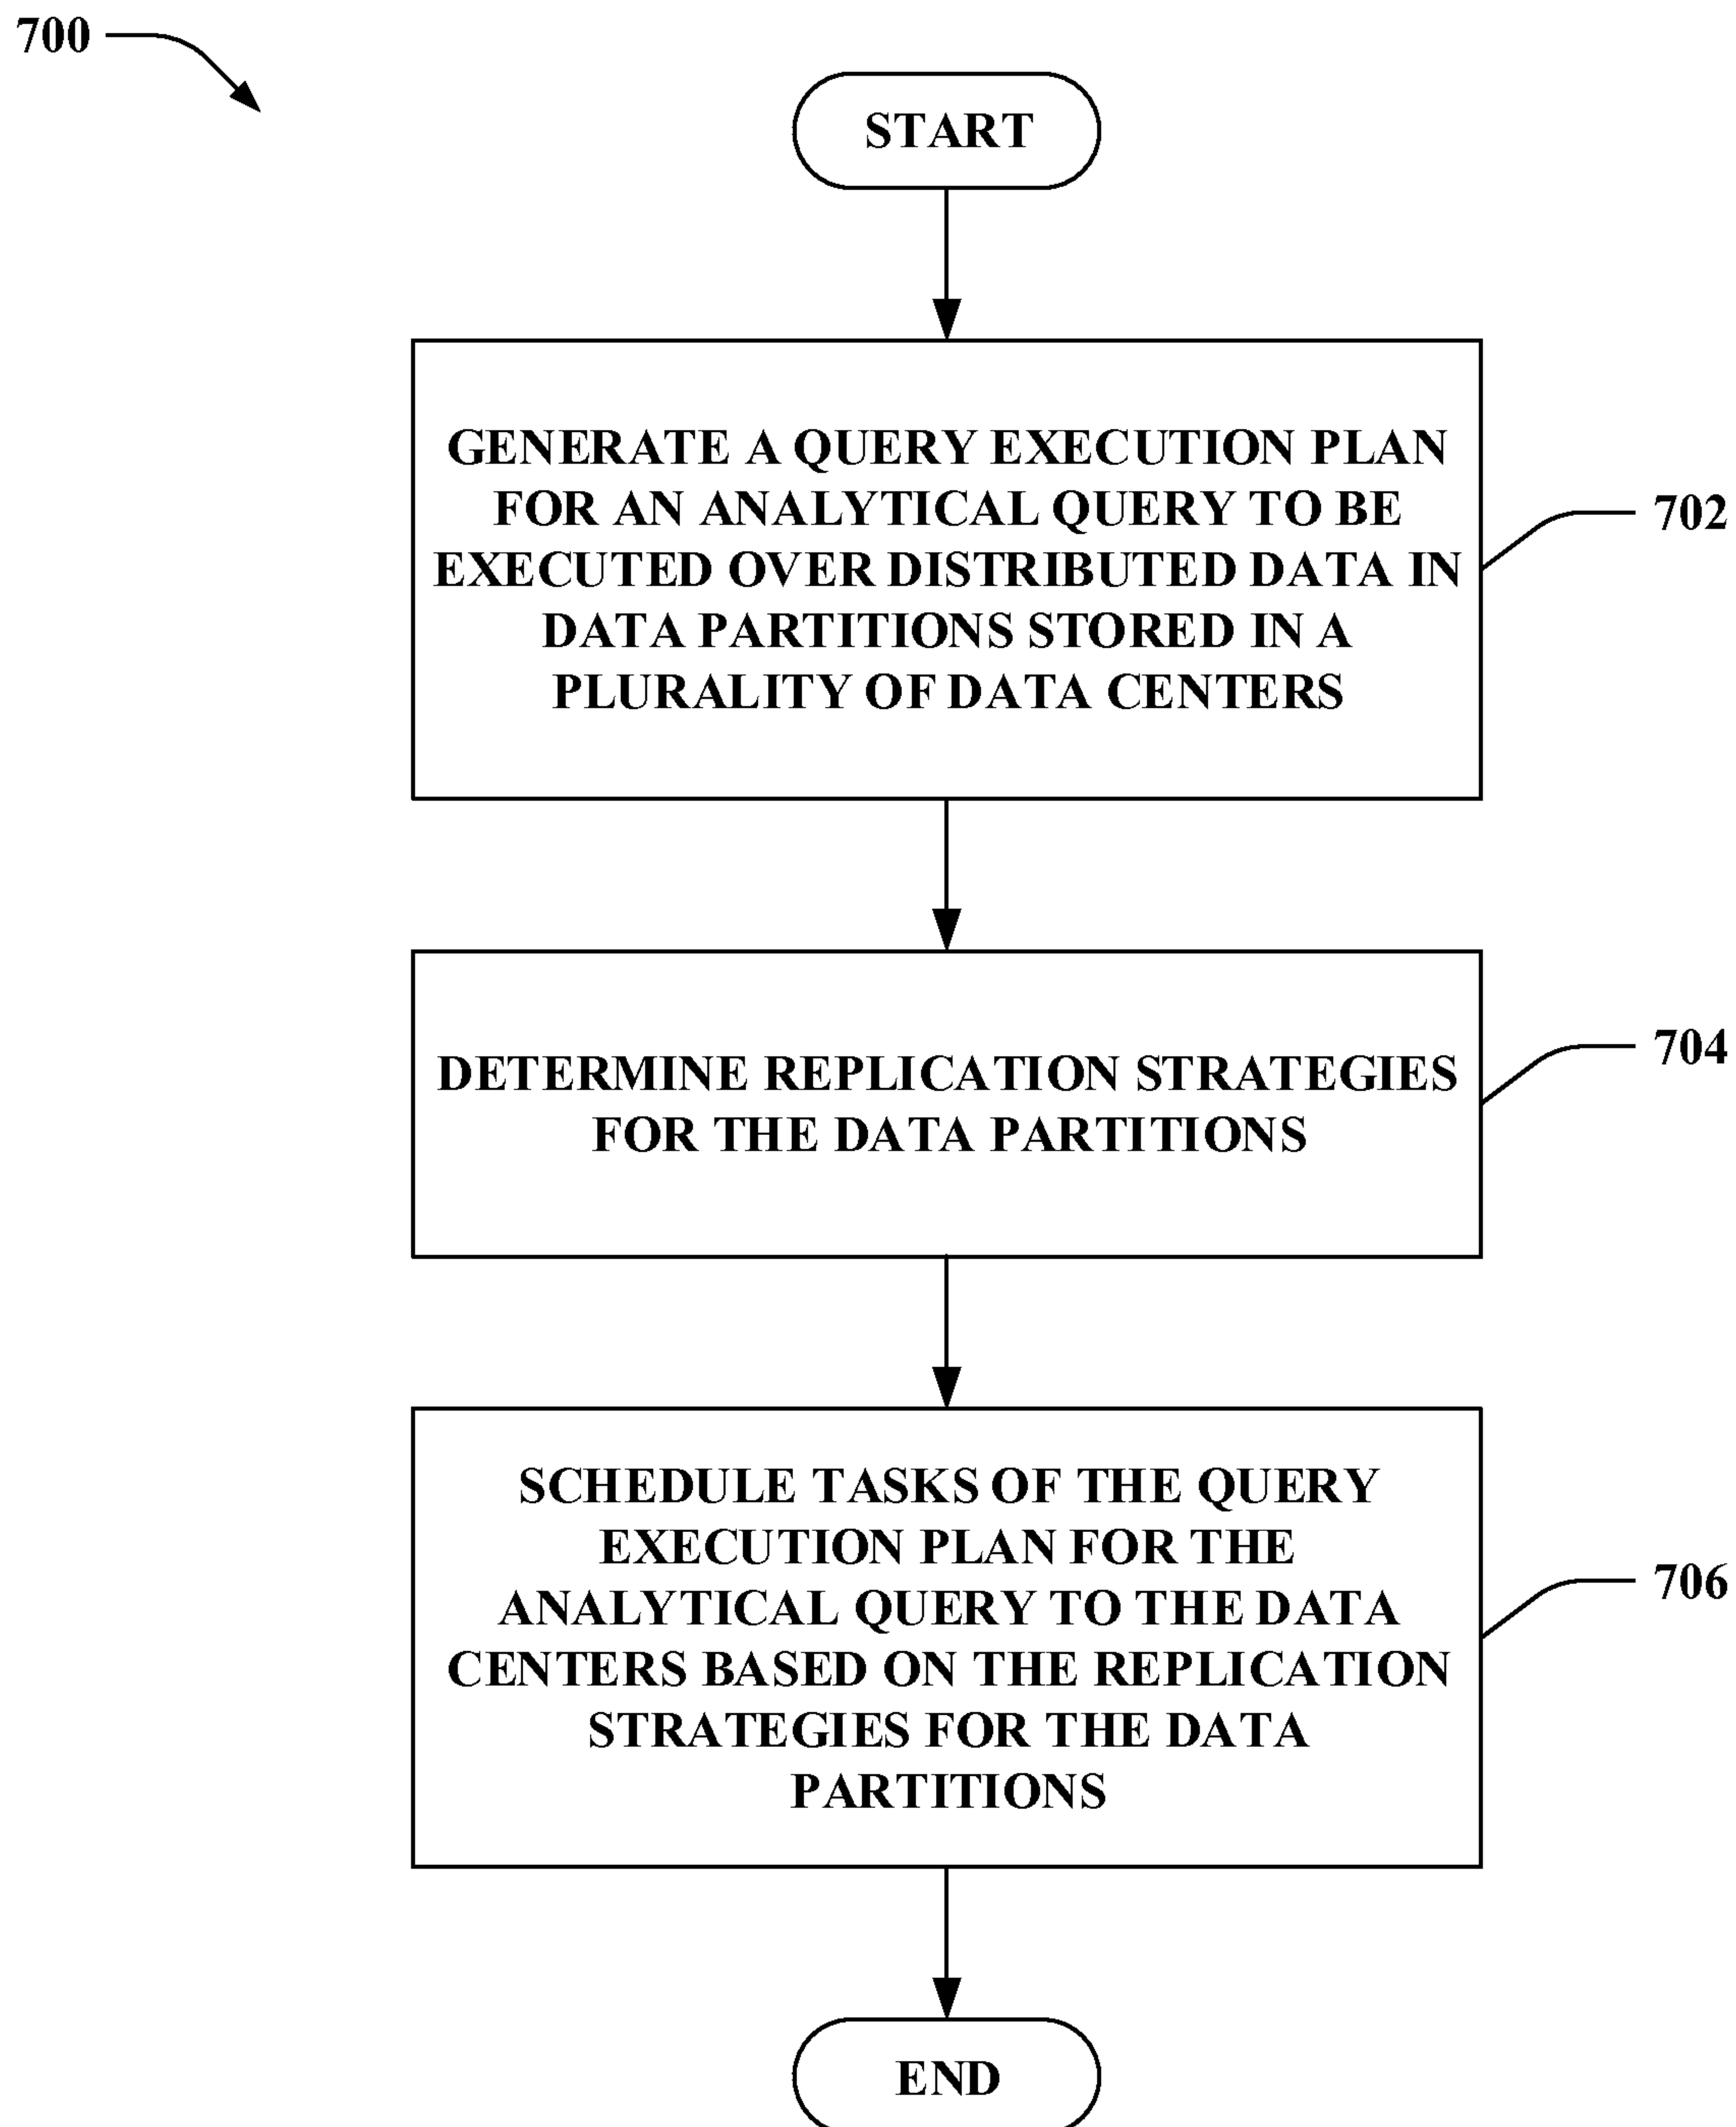 700
START
GENERATE A QUERY EXECUTION PLAN
FOR AN ANALYTICAL QUERY TO BE
EXECUTED OVER DISTRIBUTED DATA IN
DATA PARTITIONS STORED IN A
PLURALITY OF DATA CENTERS
702
DETERMINE REPLICATION STRATEGIES
FOR THE DATA PARTITIONS
704
SCHEDULE TASKS OF THE QUERY
EXECUTION PLAN FOR THE
ANALYTICAL QUERY TO THE DATA
CENTERS BASED ON THE REPLICATION
STRATEGIES FOR THE DATA
PARTITIONS
706
END